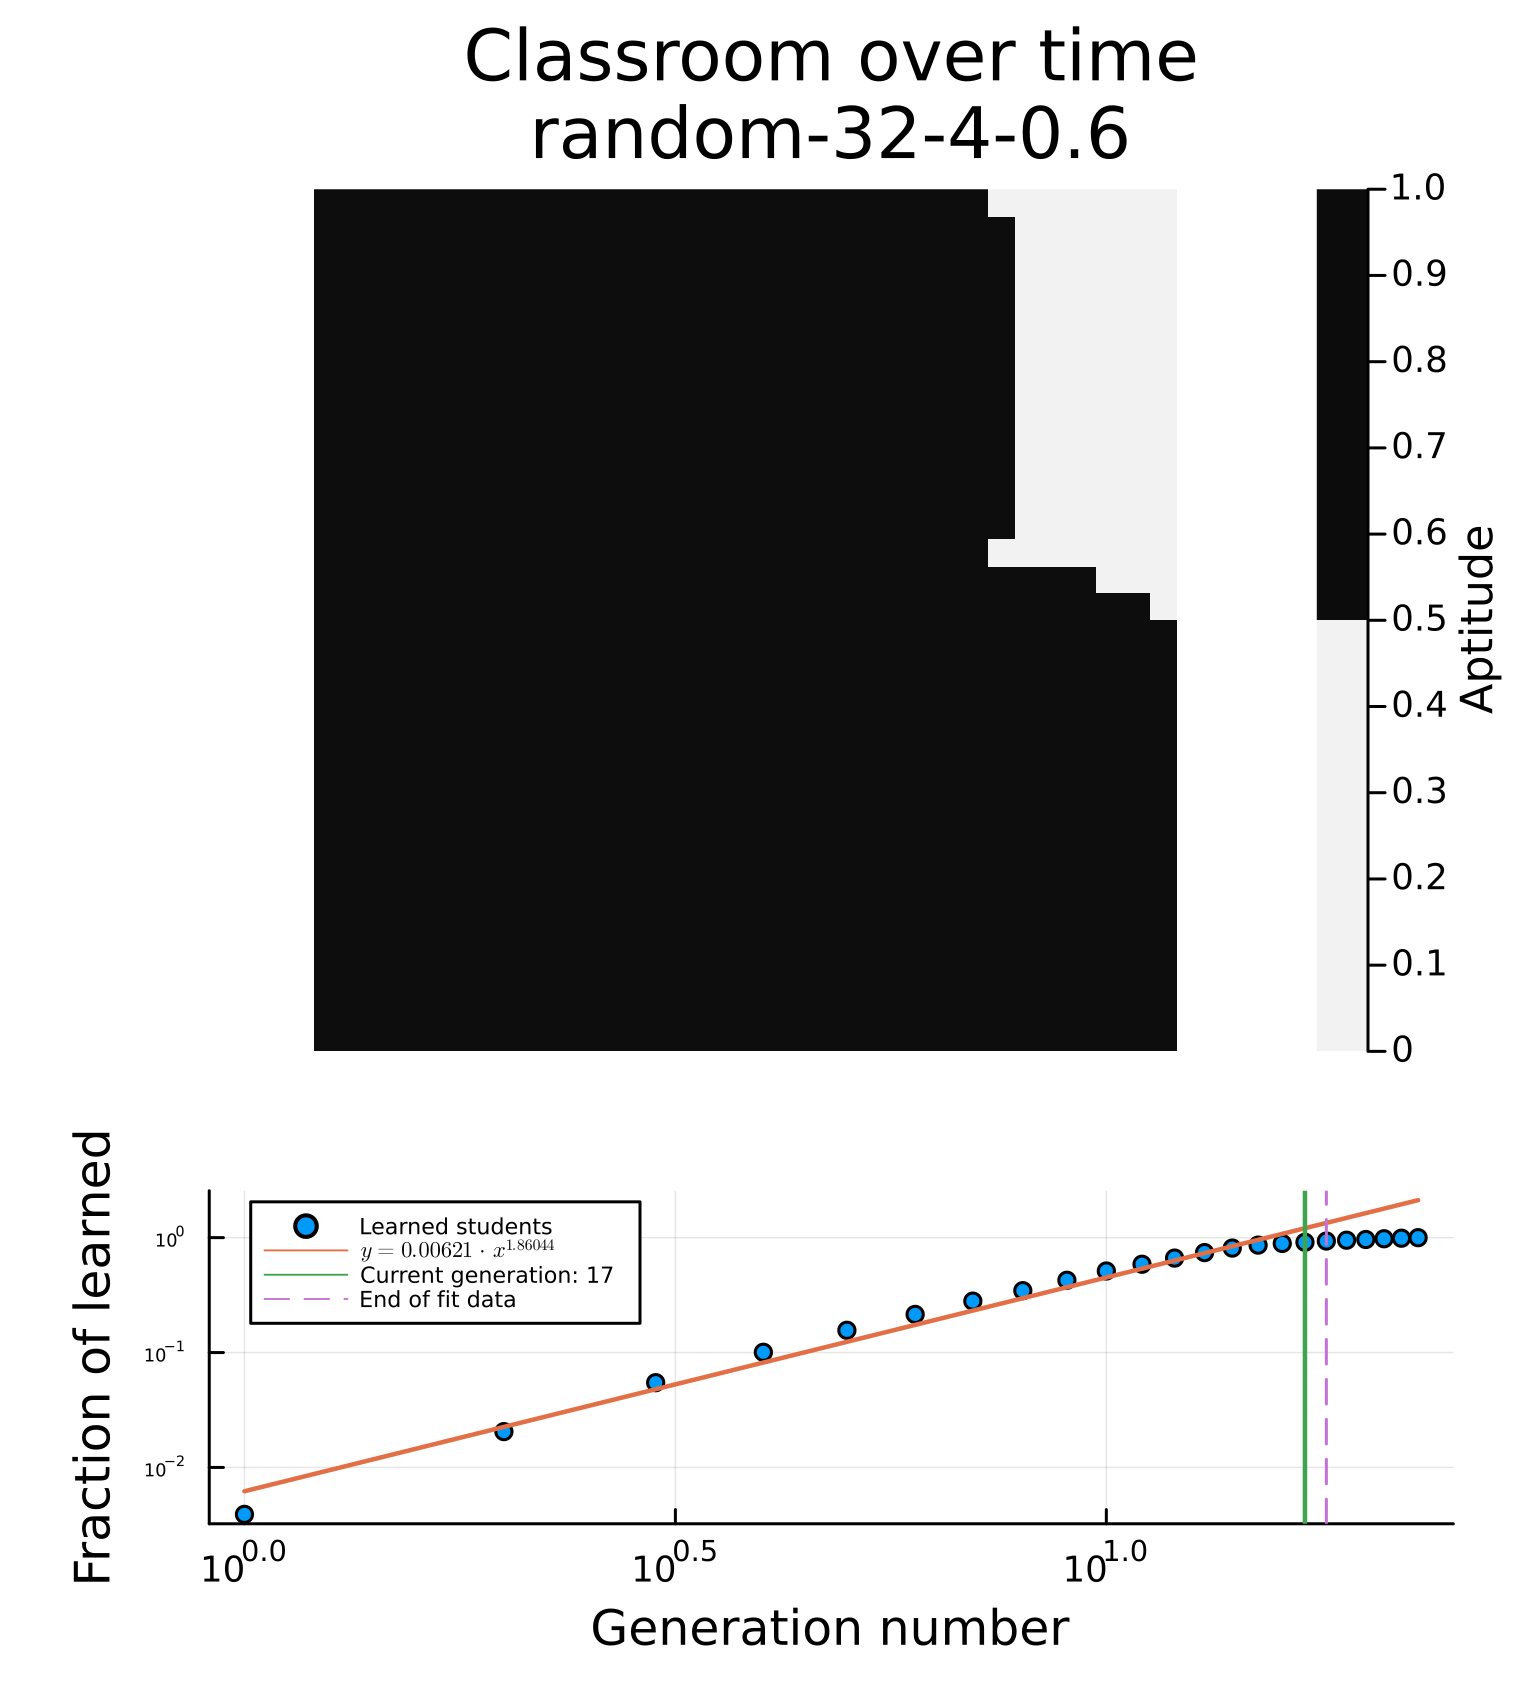 Classroom over time
random-32-4-0.6
1.0
0.9
0.8
0.7
0.6
0.5
0.4
0.3
0.2
0.1
0
Aptitude
Fraction of learned
10⁰
10⁻¹
10⁻²
Learned students
y = 0.00621 · x^1.86044
Current generation: 17
End of fit data
10^0.0
10^0.5
10^1.0
Generation number